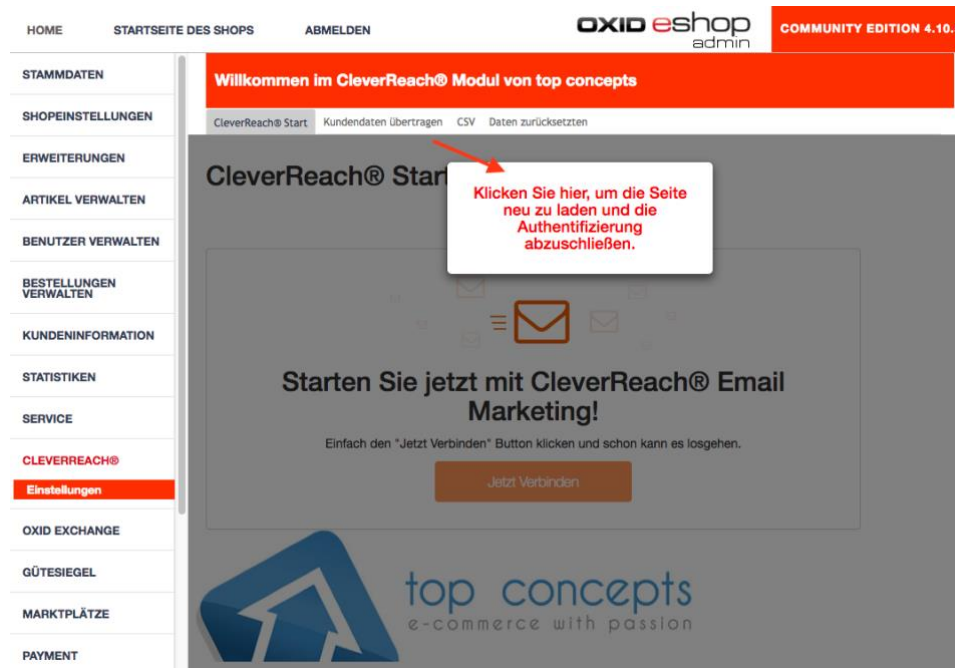 HOME STARTSEITE DES SHOPS ABMELDEN OXID eshop
admin
COMMUNITY EDITION 4.10.
STAMMDATEN
SHOPEINSTELLUNGEN
ERWEITERUNGEN
ARTIKEL VERWALTEN
BENUTZER VERWALTEN
BESTELLUNGEN
VERWALTEN
KUNDENINFORMATION
STATISTIKEN
SERVICE
CLEVERREACH®
Einstellungen
OXID EXCHANGE
GÜTESIEGEL
MARKTPLÄTZE
PAYMENT
Willkommen im CleverReach® Modul von top concepts
CleverReach® Start Kundendaten übertragen CSV Daten zurücksetzten
CleverReach® Start
Klicken Sie hier, um die Seite
neu zu laden und die
Authentifizierung
abzuschließen.
Starten Sie jetzt mit CleverReach® Email
Marketing!
Einfach den "Jetzt Verbinden" Button klicken und schon kann es losgehen.
Jetzt Verbinden
top concepts
e-commerce with passion